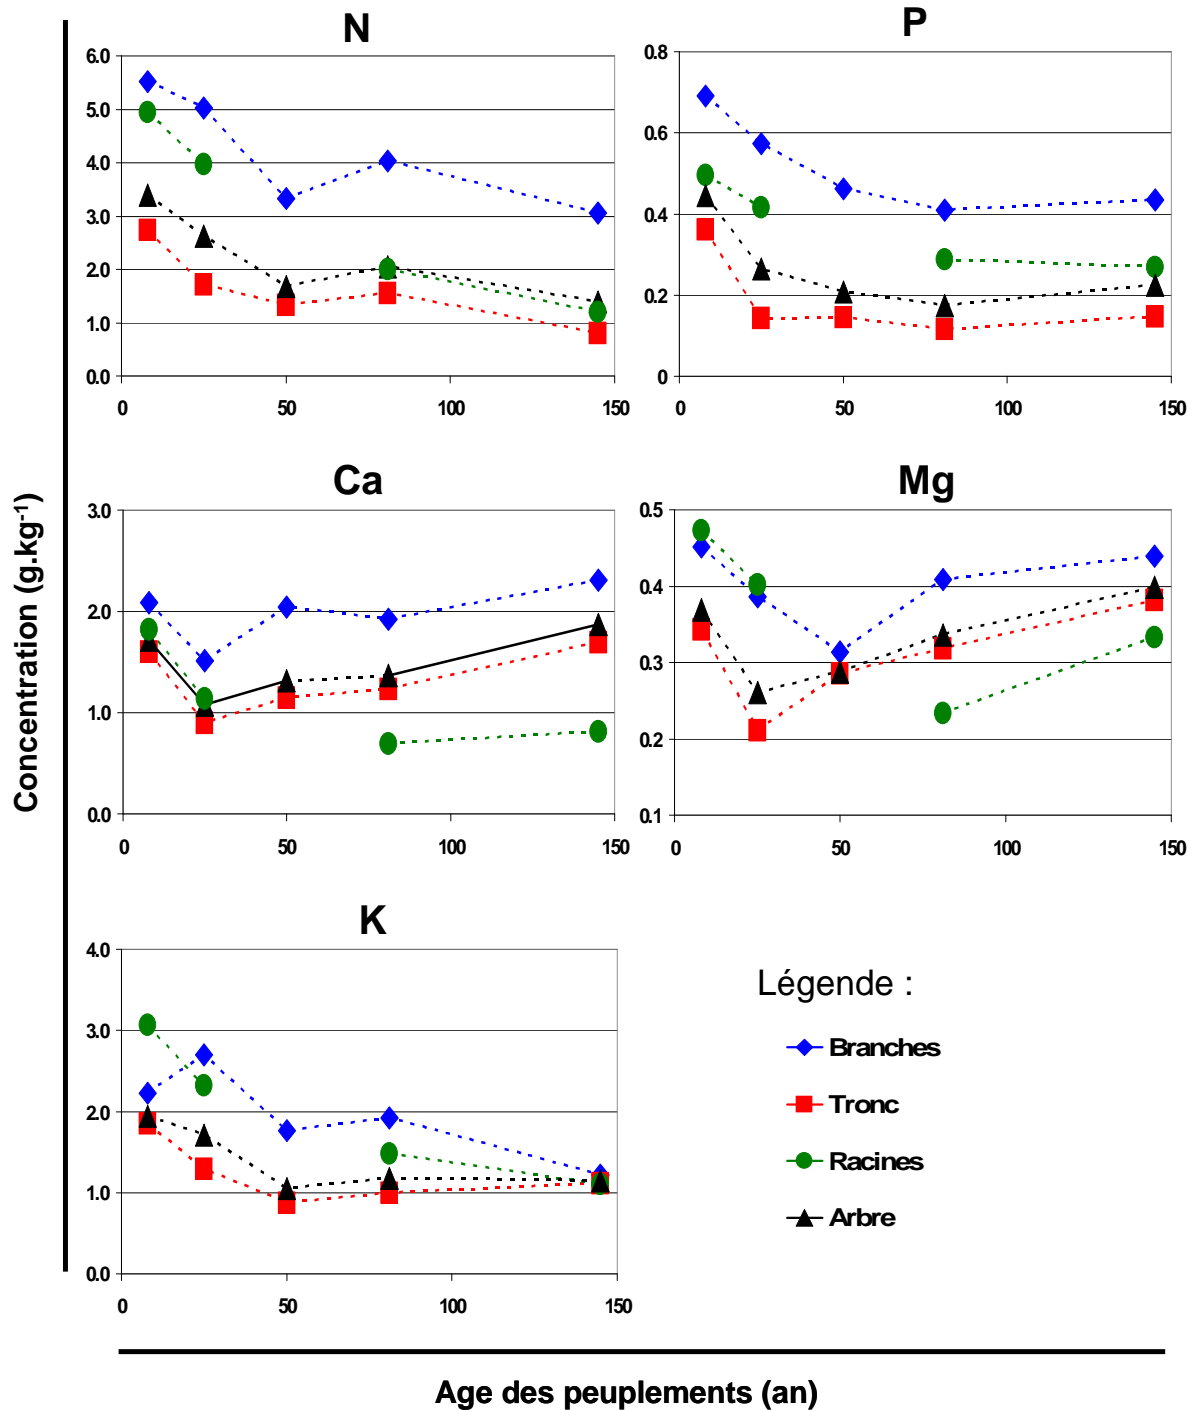 N
6.0
5.0
4.0
3.0
2.0
1.0
0.0
0 50 100 150
P
0.8
0.6
0.4
0.2
0
0 50 100 150
Ca
3.0
2.0
1.0
0.0
0 50 100 150
Mg
0.5
0.4
0.3
0.2
0.1
0 50 100 150
K
4.0
3.0
2.0
1.0
0.0
0 50 100 150
Légende :
Branches
Tronc
Racines
Arbre
Concentration (g.kg⁻¹)
Age des peuplements (an)